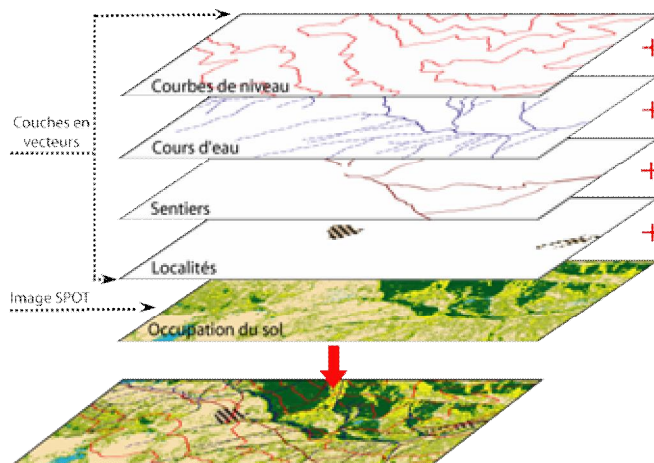 Courbes de niveau
Couches en
vecteurs
Cours d'eau
Sentiers
Localités
Image SPOT
Occupation du sol